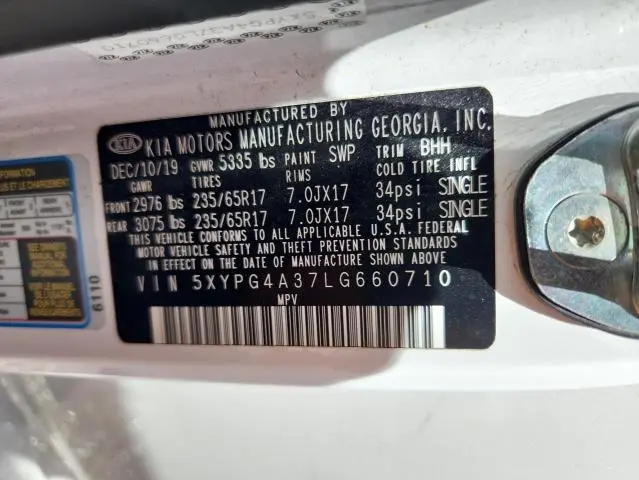 5XYPG4A37LG660710
MANUFACTURED BY
KIA KIA MOTORS MANUFACTURING GEORGIA, INC.
DEC/10/19 GVWR 5335 lbs PAINT SWP TRIM BHH
GAWR TIRES RIMS COLD TIRE INFL
FRONT 2976 lbs 235/65R17 7.0JX17 34psi SINGLE
REAR 3075 lbs 235/65R17 7.0JX17 34psi SINGLE
THIS VEHICLE CONFORMS TO ALL APPLICABLE U.S.A. FEDERAL
MOTOR VEHICLE SAFETY AND THEFT PREVENTION STANDARDS
IN EFFECT ON THE DATE OF MANUFACTURE SHOWN ABOVE
VIN 5XYPG4A37LG660710
MPV
6110